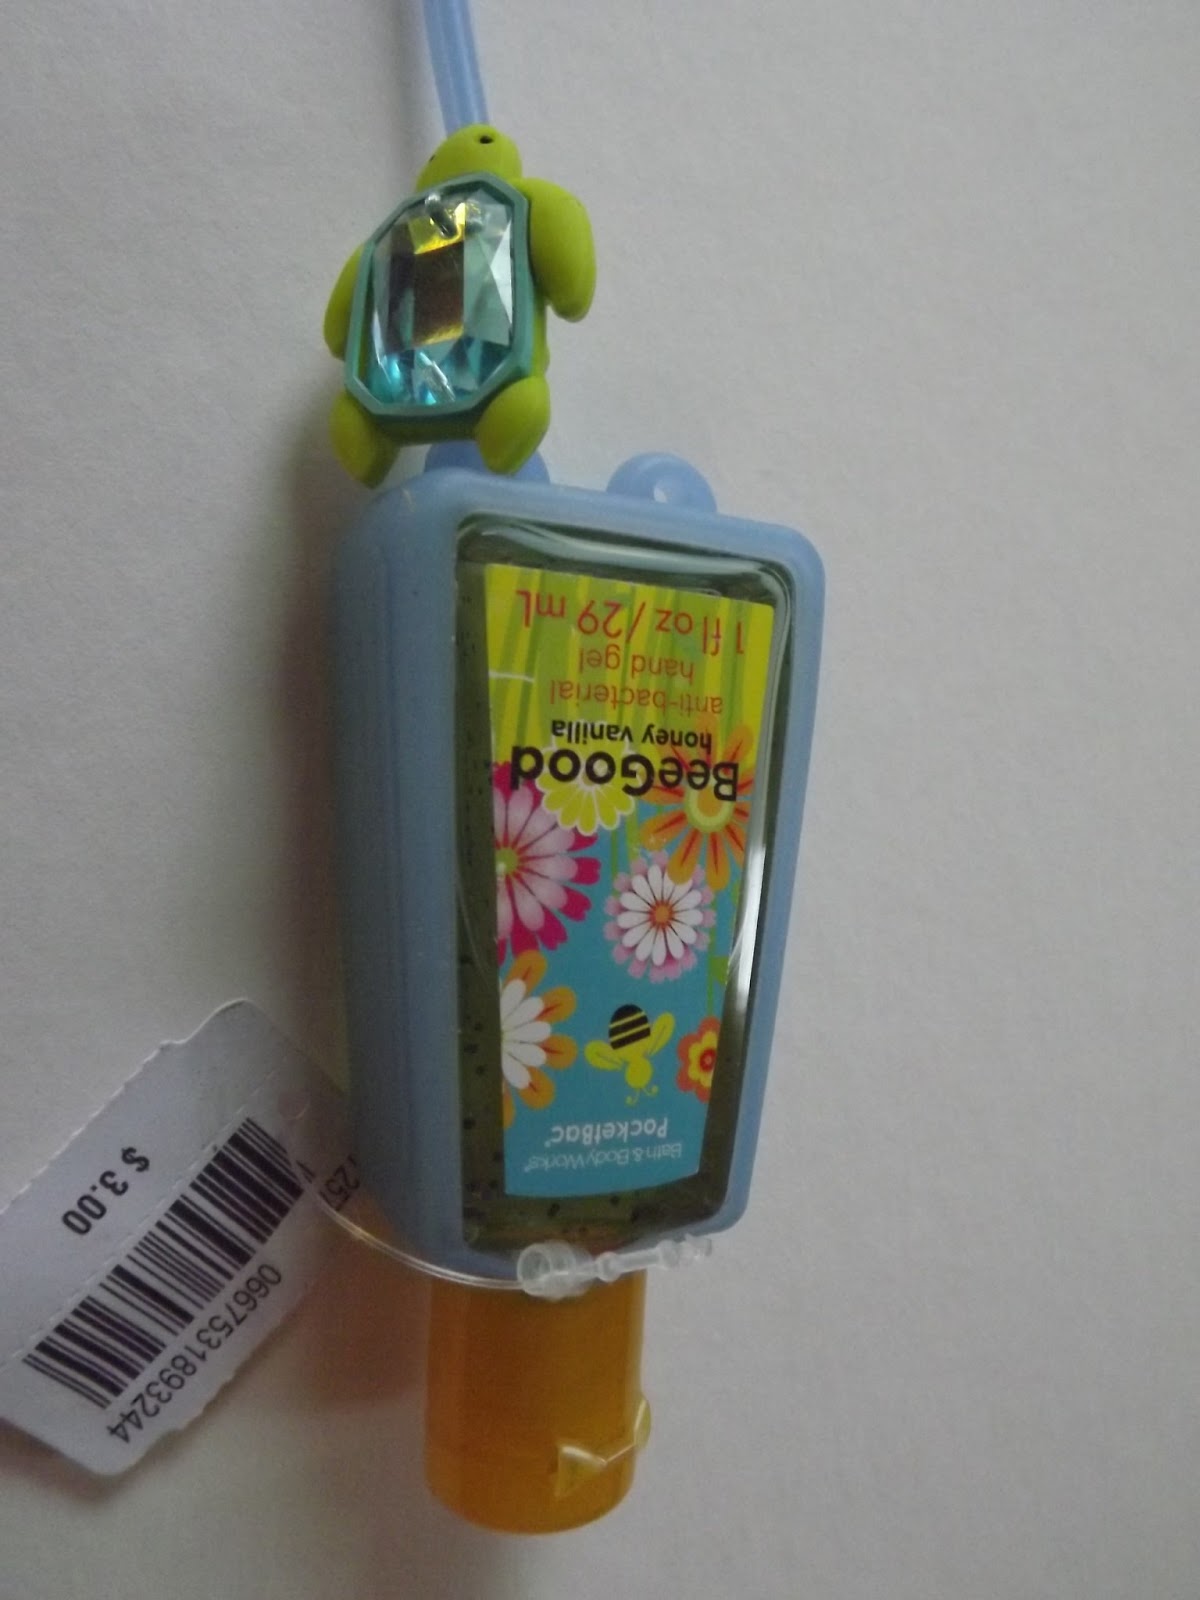 Bath & Body Works®
PocketBac®
BeeGood
honey vanilla
anti-bacterial
hand gel
1 fl oz / 29 mL
$ 3.00
0667531893244